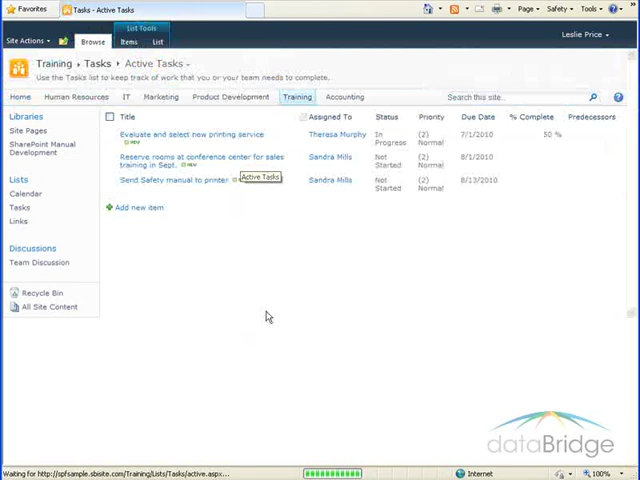 Favorites
Tasks - Active Tasks
Page
Safety
Tools
Site Actions
Browse
List Tools
Items
List
Leslie Price
Training
Tasks
Active Tasks
Use the Tasks list to keep track of work that you or your team needs to complete.
Home
Human Resources
IT
Marketing
Product Development
Training
Accounting
Search this site...
Libraries
Site Pages
SharePoint Manual
Development
Lists
Calendar
Tasks
Links
Discussions
Team Discussion
Recycle Bin
All Site Content
Title
Assigned To
Status
Priority
Due Date
% Complete
Predecessors
Evaluate and select new printing service
NEW
Theresa Murphy
In
Progress
(2)
Normal
7/1/2010
50 %
Reserve rooms at conference center for sales
training in Sept.
NEW
Sandra Mills
Not
Started
(2)
Normal
8/1/2010
Send Safety manual to printer
Active Tasks
Sandra Mills
Not
Started
(2)
Normal
8/13/2010
Add new item
dataBridge
Waiting for http://spfsample.sbisite.com/Training/Lists/Tasks/active.aspx...
Internet
100%